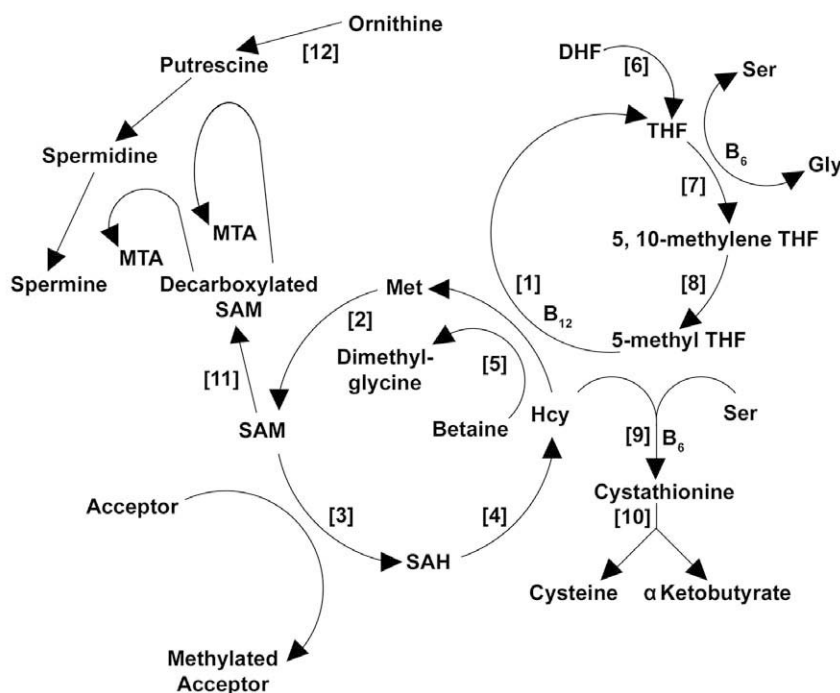 Ornithine
[12]
Putrescine
DHF
[6]
Ser
THF
B6
Gly
[7]
Spermidine
MTA
5, 10-methylene THF
MTA
Spermine
Decarboxylated
SAM
Met
[1]
B12
[8]
[2]
5-methyl THF
Dimethyl-
glycine
[5]
[11]
SAM
Betaine
Hcy
Ser
[9]
B6
Cystathionine
[10]
Acceptor
[3]
[4]
SAH
Cysteine
α Ketobutyrate
Methylated
Acceptor